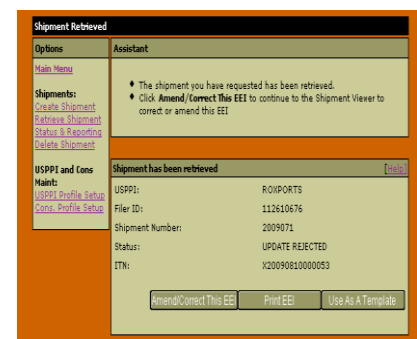 Shipment Retrieved
Options
Main Menu
Shipments:
Create Shipment
Retrieve Shipment
Status & Reporting
Delete Shipment
USPPI and Cons
Maint:
USPPI Profile Setup
Cons. Profile Setup
Assistant
The shipment you have requested has been retrieved.
Click Amend/Correct This EEI to continue to the Shipment Viewer to
correct or amend this EEI
Shipment has been retrieved [Help]
USPPI: ROXPORTS
Filer ID: 112610676
Shipment Number: 2009071
Status: UPDATE REJECTED
ITN: X20090810000053
Amend/Correct This EEI Print EEI Use As A Template